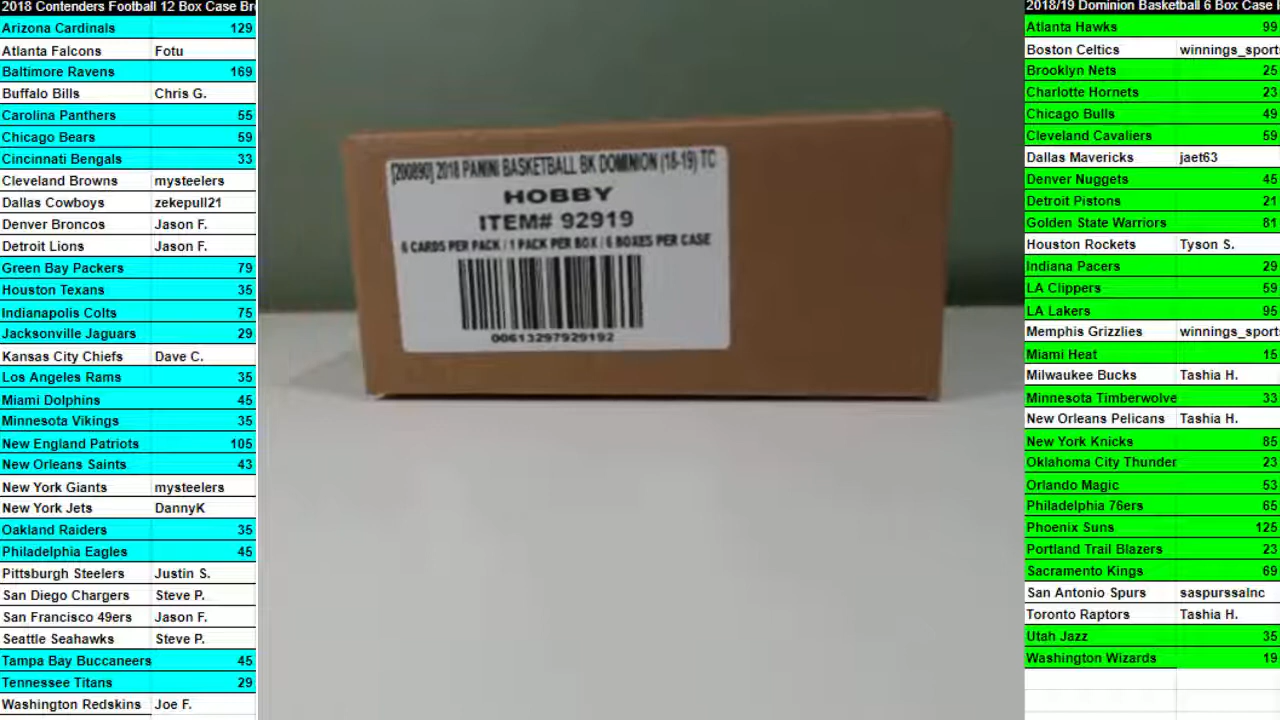 2018 Contenders Football 12 Box Case Br
Arizona Cardinals 129
Atlanta Falcons Fotu
Baltimore Ravens 169
Buffalo Bills Chris G.
Carolina Panthers 55
Chicago Bears 59
Cincinnati Bengals 33
Cleveland Browns mysteelers
Dallas Cowboys zekepull21
Denver Broncos Jason F.
Detroit Lions Jason F.
Green Bay Packers 79
Houston Texans 35
Indianapolis Colts 75
Jacksonville Jaguars 29
Kansas City Chiefs Dave C.
Los Angeles Rams 35
Miami Dolphins 45
Minnesota Vikings 35
New England Patriots 105
New Orleans Saints 43
New York Giants mysteelers
New York Jets DannyK
Oakland Raiders 35
Philadelphia Eagles 45
Pittsburgh Steelers Justin S.
San Diego Chargers Steve P.
San Francisco 49ers Jason F.
Seattle Seahawks Steve P.
Tampa Bay Buccaneers 45
Tennessee Titans 29
Washington Redskins Joe F.
[200890] 2018 PANINI BASKETBALL BK DOMINION (18-19) TC
HOBBY
ITEM# 92919
6 CARDS PER PACK / 1 PACK PER BOX / 6 BOXES PER CASE
00613297929192
2018/19 Dominion Basketball 6 Box Case
Atlanta Hawks 99
Boston Celtics winnings_sports
Brooklyn Nets 25
Charlotte Hornets 23
Chicago Bulls 49
Cleveland Cavaliers 59
Dallas Mavericks jaet63
Denver Nuggets 45
Detroit Pistons 21
Golden State Warriors 81
Houston Rockets Tyson S.
Indiana Pacers 29
LA Clippers 59
LA Lakers 95
Memphis Grizzlies winnings_sports
Miami Heat 15
Milwaukee Bucks Tashia H.
Minnesota Timberwolve 33
New Orleans Pelicans Tashia H.
New York Knicks 85
Oklahoma City Thunder 23
Orlando Magic 53
Philadelphia 76ers 65
Phoenix Suns 125
Portland Trail Blazers 23
Sacramento Kings 69
San Antonio Spurs saspurssalnc
Toronto Raptors Tashia H.
Utah Jazz 35
Washington Wizards 19